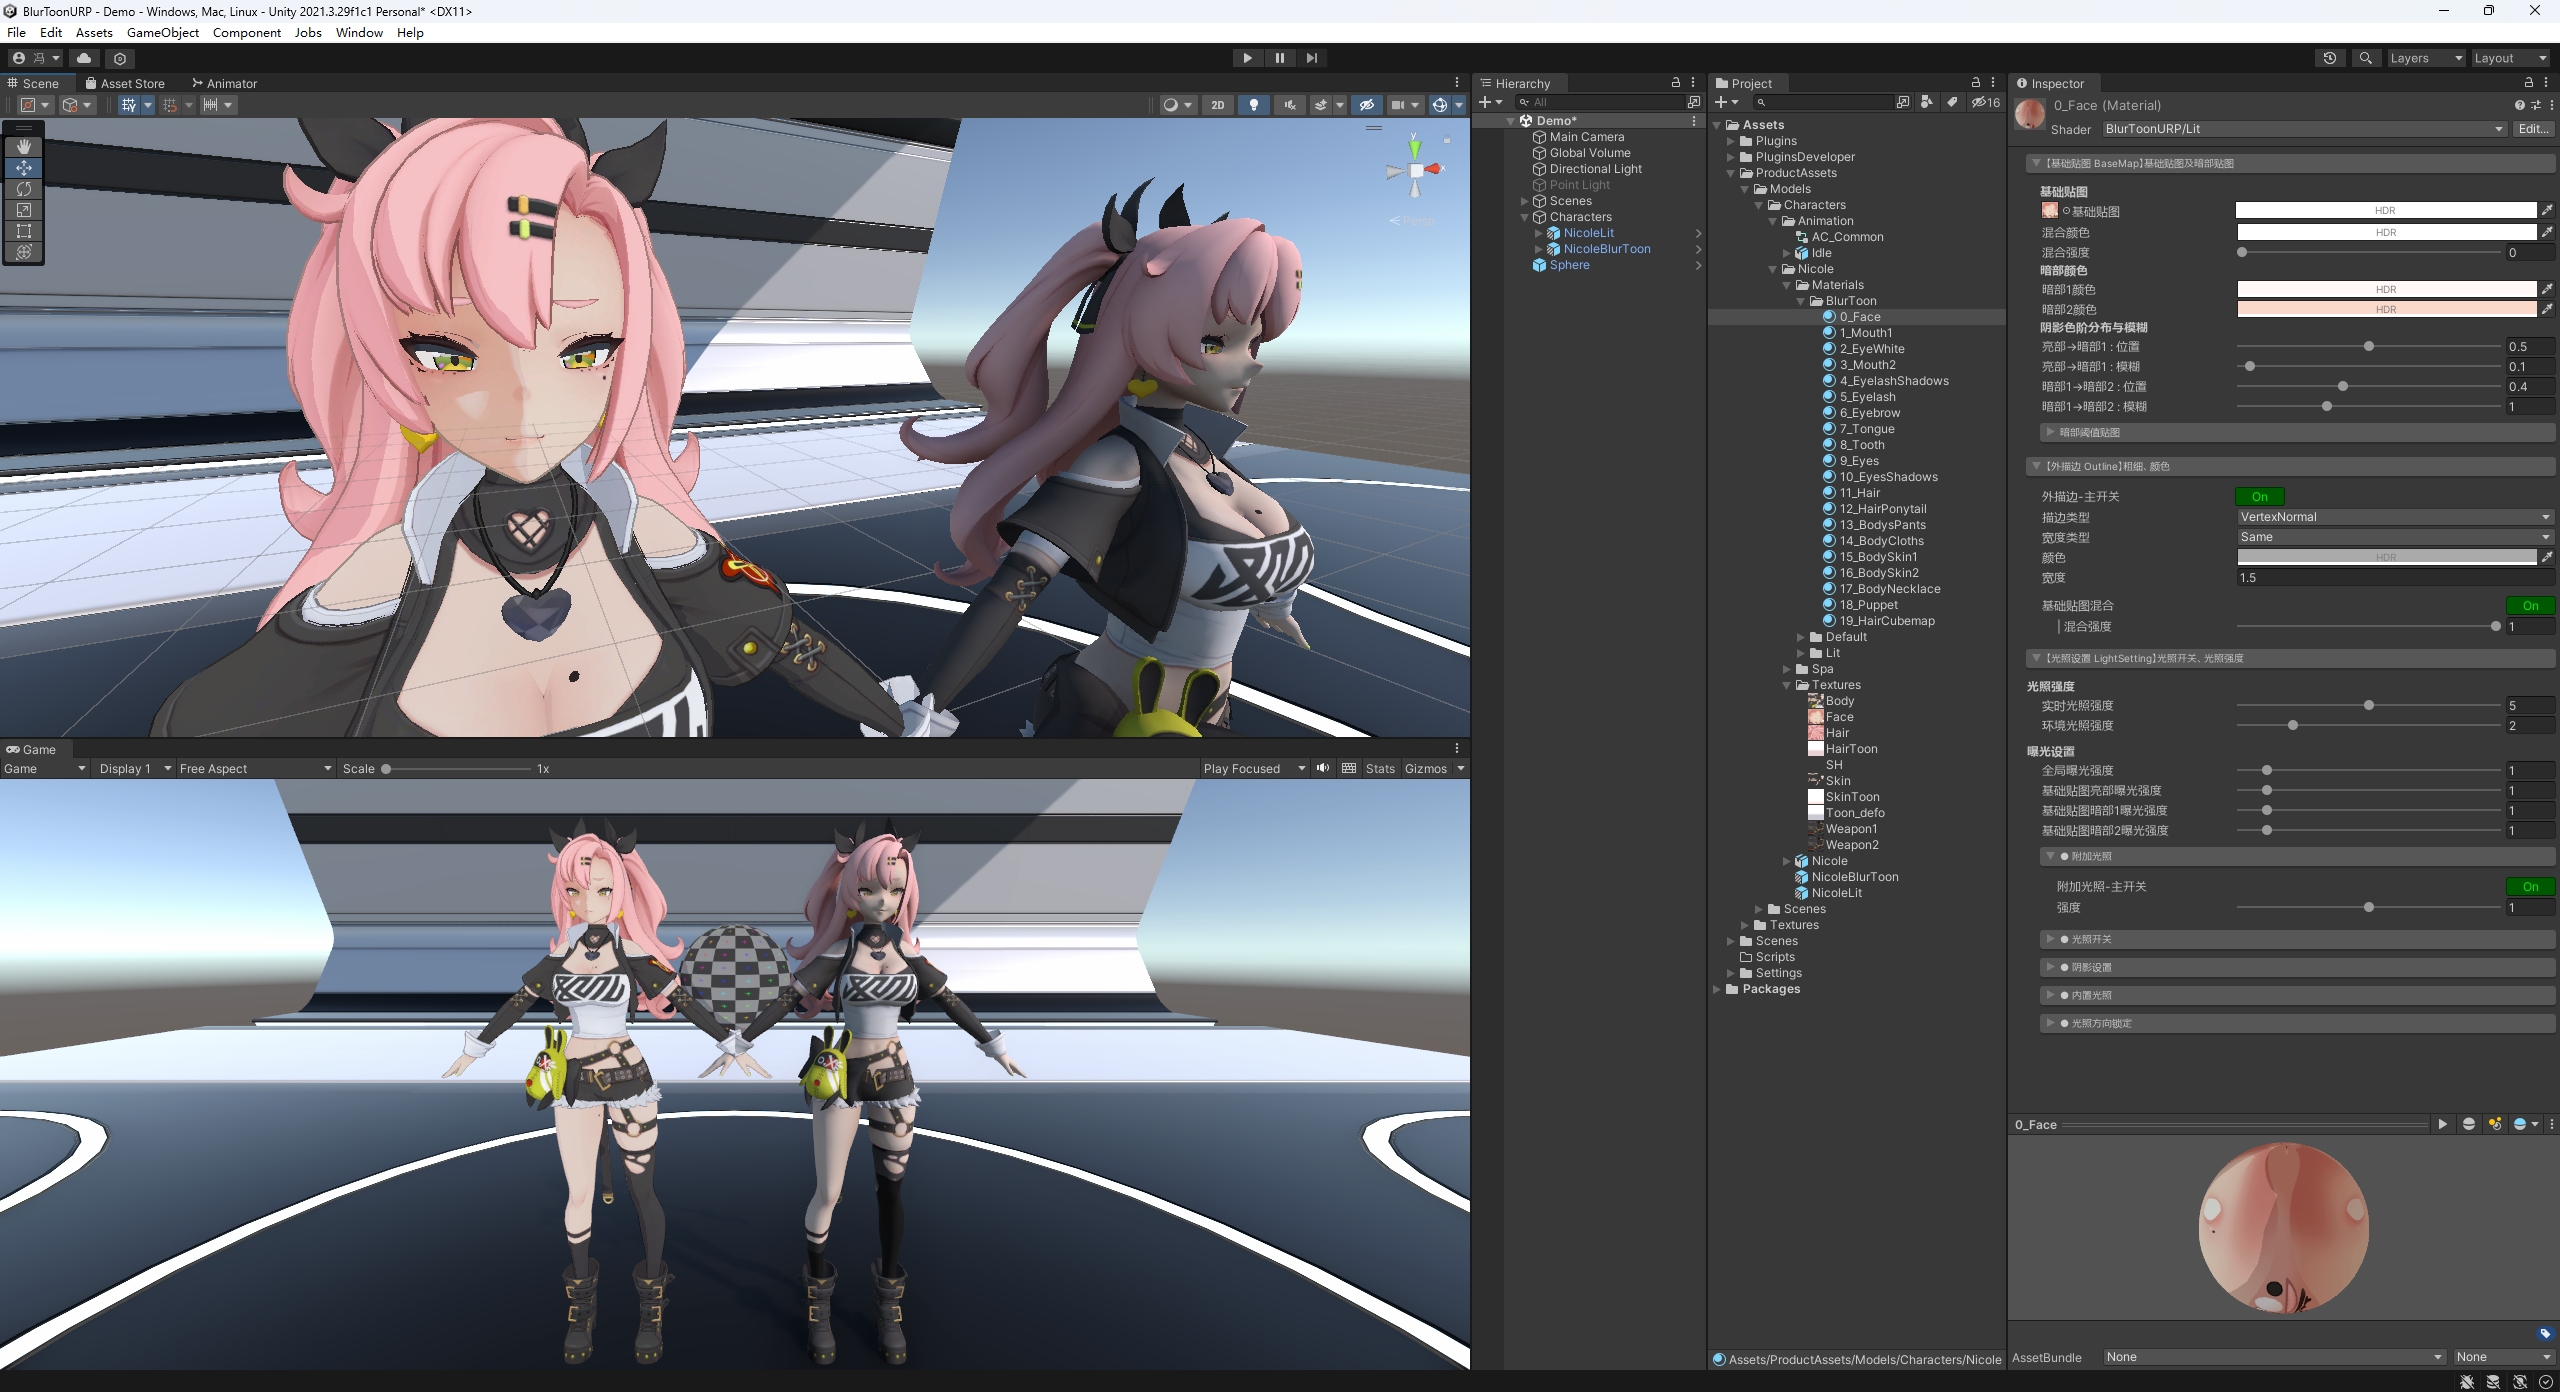 BlurToonURP - Demo - Windows, Mac, Linux - Unity 2021.3.29f1c1 Personal* <DX11>
File Edit Assets GameObject Component Jobs Window Help
冯
Layers Layout
Scene Asset Store Animator
2D
y
x
Persp
Game
Game Display 1 Free Aspect Scale 1x Play Focused Stats Gizmos
Hierarchy
All
Demo*
Main Camera
Global Volume
Directional Light
Point Light
Scenes
Characters
NicoleLit
NicoleBlurToon
Sphere
Project
16
Assets
Plugins
PluginsDeveloper
ProductAssets
Models
Characters
Animation
AC_Common
Idle
Nicole
Materials
BlurToon
0_Face
1_Mouth1
2_EyeWhite
3_Mouth2
4_EyelashShadows
5_Eyelash
6_Eyebrow
7_Tongue
8_Tooth
9_Eyes
10_EyesShadows
11_Hair
12_HairPonytail
13_BodysPants
14_BodyCloths
15_BodySkin1
16_BodySkin2
17_BodyNecklace
18_Puppet
19_HairCubemap
Default
Lit
Spa
Textures
Body
Face
Hair
HairToon
SH
Skin
SkinToon
Toon_defo
Weapon1
Weapon2
Nicole
NicoleBlurToon
NicoleLit
Scenes
Textures
Scenes
Scripts
Settings
Packages
Assets/ProductAssets/Models/Characters/Nicole
Inspector
0_Face (Material)
Shader BlurToonURP/Lit Edit...
【基础贴图 BaseMap】基础贴图及暗部贴图
基础贴图
基础贴图 HDR
混合颜色 HDR
混合强度 0
暗部颜色
暗部1颜色 HDR
暗部2颜色 HDR
阴影色阶分布与模糊
亮部→暗部1 : 位置 0.5
亮部→暗部1 : 模糊 0.1
暗部1→暗部2 : 位置 0.4
暗部1→暗部2 : 模糊 1
暗部阈值贴图
【外描边 Outline】粗细、颜色
外描边-主开关 On
描边类型 VertexNormal
宽度类型 Same
颜色 HDR
宽度 1.5
基础贴图混合 On
| 混合强度 1
【光照设置 LightSetting】光照开关、光照强度
光照强度
实时光照强度 5
环境光照强度 2
曝光设置
全局曝光强度 1
基础贴图亮部曝光强度 1
基础贴图暗部1曝光强度 1
基础贴图暗部2曝光强度 1
● 附加光照
附加光照-主开关 On
强度 1
● 光照开关
● 阴影设置
● 内置光照
● 光照方向锁定
0_Face
AssetBundle None None